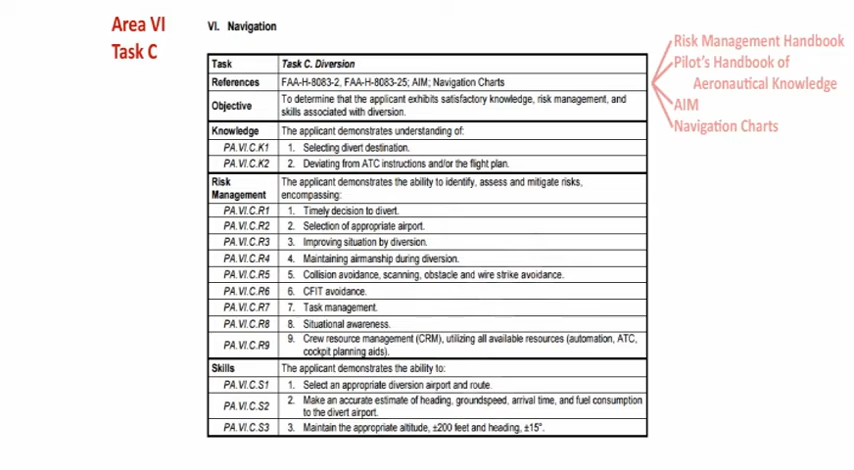 Area VI
Task C
VI. Navigation
Task Task C. Diversion
References FAA-H-8083-2, FAA-H-8083-25; AIM; Navigation Charts
Objective To determine that the applicant exhibits satisfactory knowledge, risk management, and
skills associated with diversion.
Knowledge The applicant demonstrates understanding of:
PA.VI.C.K1 1. Selecting divert destination.
PA.VI.C.K2 2. Deviating from ATC instructions and/or the flight plan.
Risk
Management The applicant demonstrates the ability to identify, assess and mitigate risks,
encompassing:
PA.VI.C.R1 1. Timely decision to divert.
PA.VI.C.R2 2. Selection of appropriate airport.
PA.VI.C.R3 3. Improving situation by diversion.
PA.VI.C.R4 4. Maintaining airmanship during diversion.
PA.VI.C.R5 5. Collision avoidance, scanning, obstacle and wire strike avoidance.
PA.VI.C.R6 6. CFIT avoidance.
PA.VI.C.R7 7. Task management.
PA.VI.C.R8 8. Situational awareness.
PA.VI.C.R9 9. Crew resource management (CRM), utilizing all available resources (automation, ATC,
cockpit planning aids).
Skills The applicant demonstrates the ability to:
PA.VI.C.S1 1. Select an appropriate diversion airport and route.
PA.VI.C.S2 2. Make an accurate estimate of heading, groundspeed, arrival time, and fuel consumption
to the divert airport.
PA.VI.C.S3 3. Maintain the appropriate altitude, ±200 feet and heading, ±15°.
Risk Management Handbook
Pilot's Handbook of
Aeronautical Knowledge
AIM
Navigation Charts